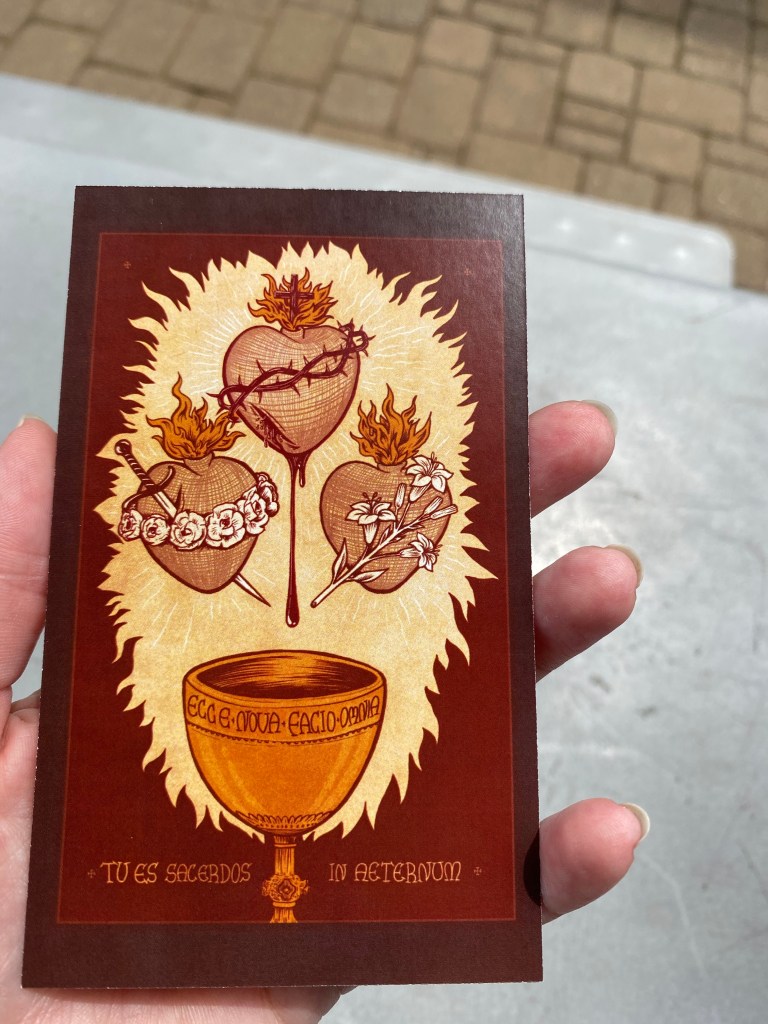 ECCE·NOVA·FACIO·OMNIA
TU ES SACERDOS IN AETERNUM